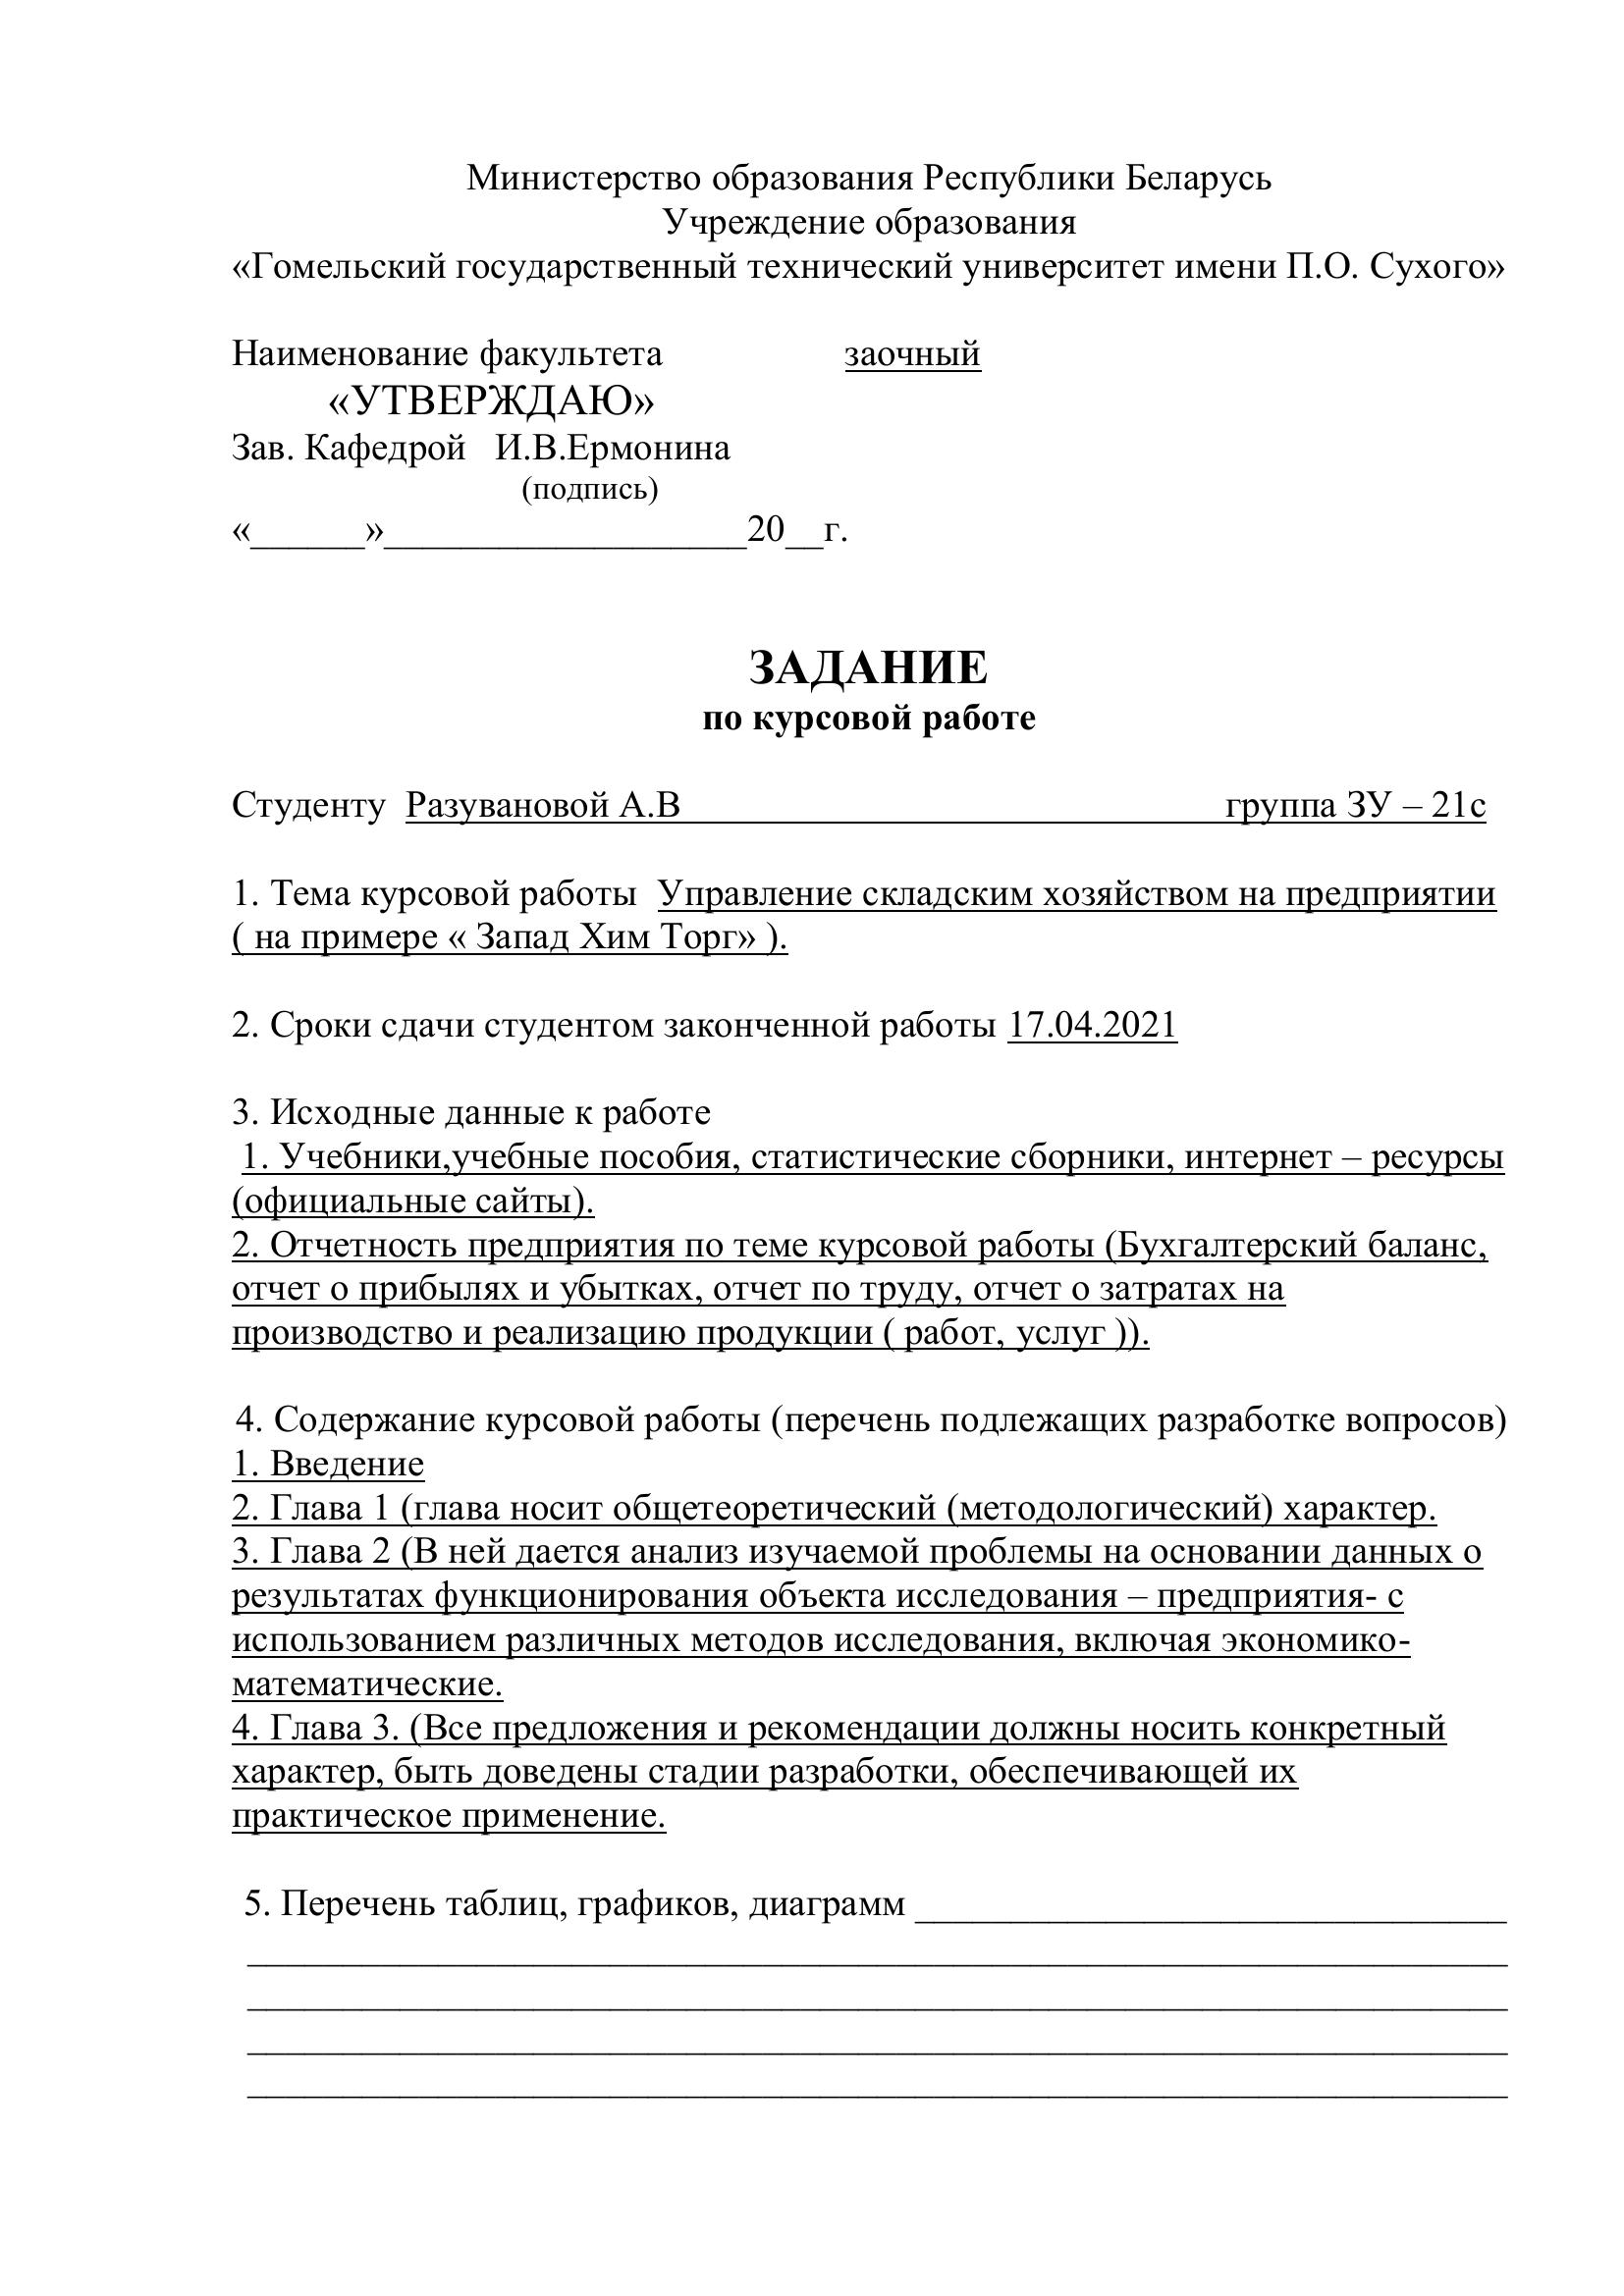 Министерство образования Республики Беларусь
Учреждение образования
«Гомельский государственный технический университет имени П.О. Сухого»
Наименование факультета заочный
«УТВЕРЖДАЮ»
Зав. Кафедрой И.В.Ермонина
(подпись)
«______»___________________20__г.
ЗАДАНИЕ
по курсовой работе
Студенту Разувановой А.В группа ЗУ – 21с
1. Тема курсовой работы Управление складским хозяйством на предприятии
( на примере « Запад Хим Торг» ).
2. Сроки сдачи студентом законченной работы 17.04.2021
3. Исходные данные к работе
1. Учебники,учебные пособия, статистические сборники, интернет – ресурсы
(официальные сайты).
2. Отчетность предприятия по теме курсовой работы (Бухгалтерский баланс,
отчет о прибылях и убытках, отчет по труду, отчет о затратах на
производство и реализацию продукции ( работ, услуг )).
4. Содержание курсовой работы (перечень подлежащих разработке вопросов)
1. Введение
2. Глава 1 (глава носит общетеоретический (методологический) характер.
3. Глава 2 (В ней дается анализ изучаемой проблемы на основании данных о
результатах функционирования объекта исследования – предприятия- с
использованием различных методов исследования, включая экономико-
математические.
4. Глава 3. (Все предложения и рекомендации должны носить конкретный
характер, быть доведены стадии разработки, обеспечивающей их
практическое применение.
5. Перечень таблиц, графиков, диаграмм _______________________________
__________________________________________________________________
__________________________________________________________________
__________________________________________________________________
__________________________________________________________________